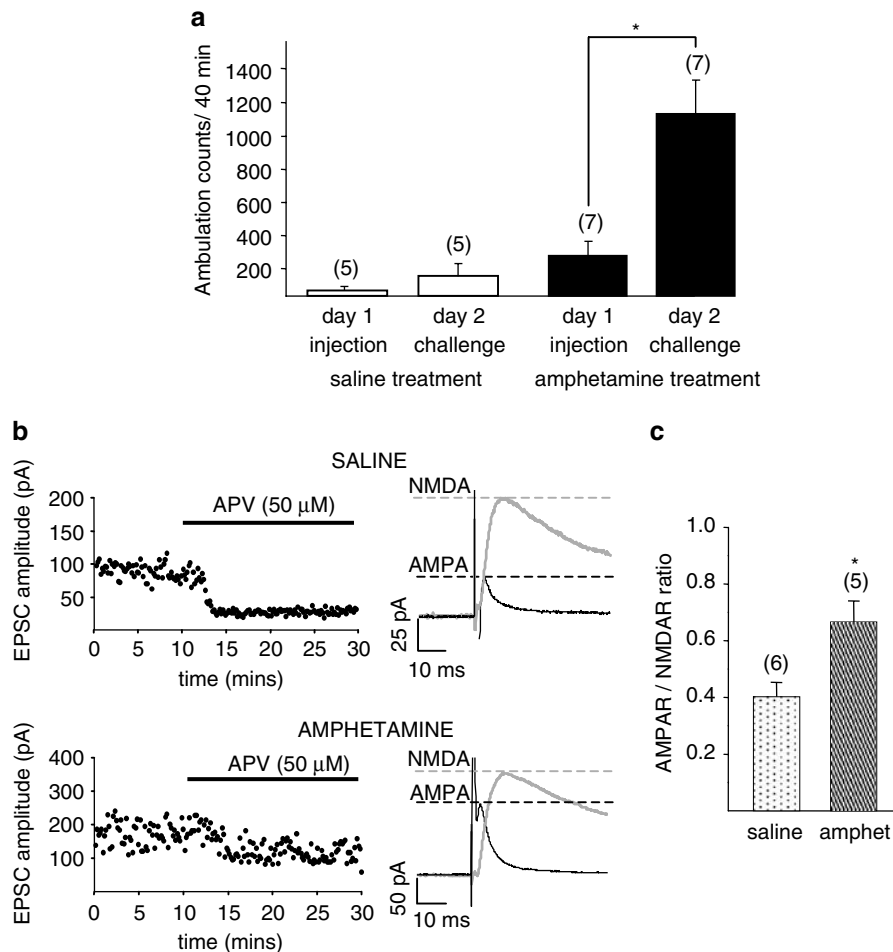 a
Ambulation counts/ 40 min
1400
1200
1000
800
600
400
200
(5)
(5)
(7)
(7)
*
day 1 injection
day 2 challenge
day 1 injection
day 2 challenge
saline treatment
amphetamine treatment
b
SALINE
EPSC amplitude (pA)
200
150
100
50
APV (50 μM)
0 5 10 15 20 25 30
time (mins)
NMDA
AMPA
25 pA
10 ms
AMPHETAMINE
EPSC amplitude (pA)
400
300
200
100
APV (50 μM)
0 5 10 15 20 25 30
time (mins)
NMDA
AMPA
50 pA
10 ms
c
AMPAR / NMDAR ratio
1.0
0.8
0.6
0.4
0.2
(6)
*
(5)
saline
amphet